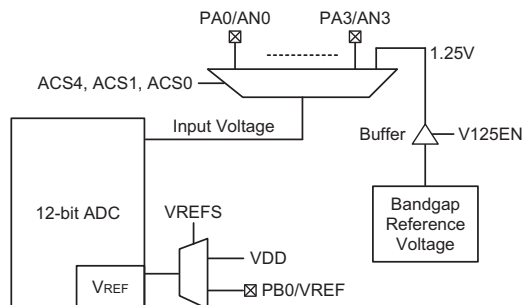 PA0/AN0
PA3/AN3
1.25V
ACS4, ACS1, ACS0
Input Voltage
Buffer
V125EN
12-bit ADC
VREFS
Bandgap
Reference
Voltage
VDD
VREF
PB0/VREF